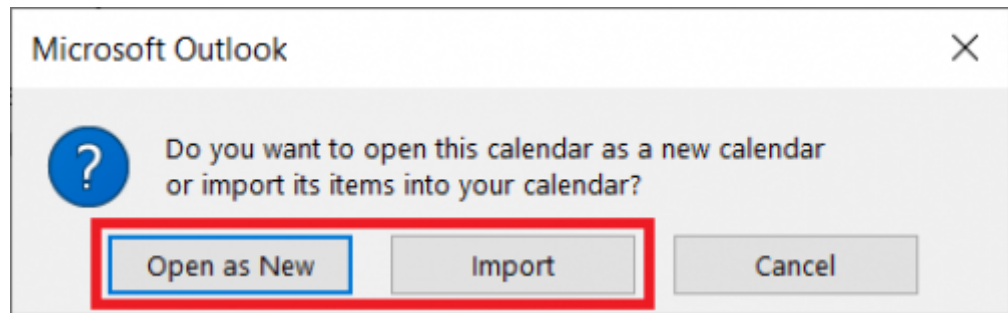 Microsoft Outlook
?
Do you want to open this calendar as a new calendar
or import its items into your calendar?
Open as New Import Cancel